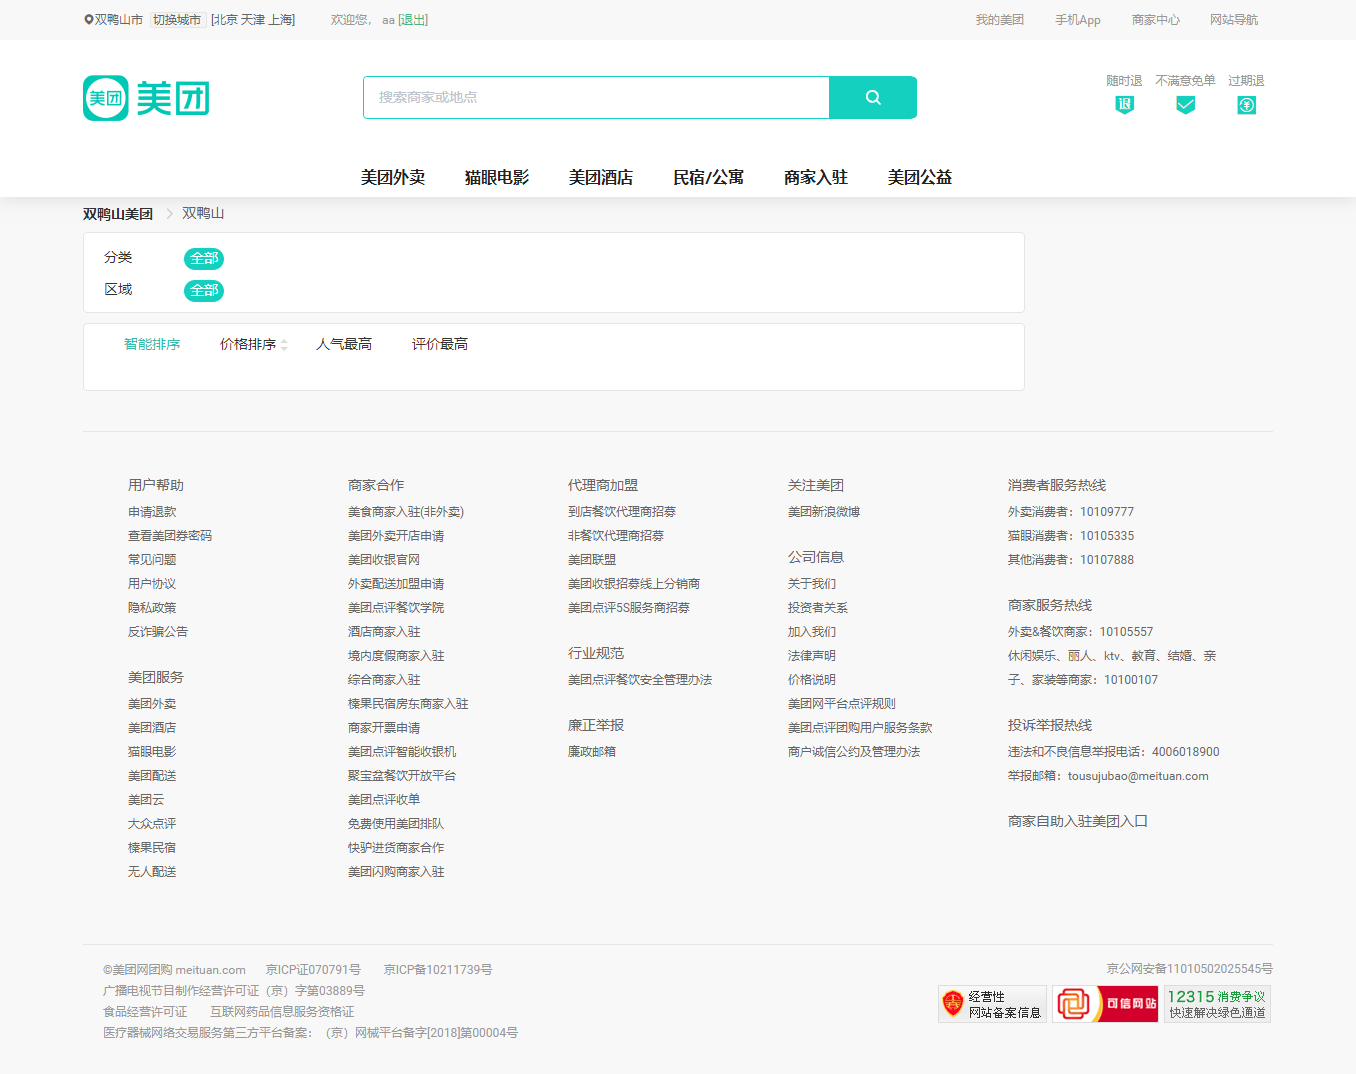 双鸭山市 切换城市 [北京 天津 上海] 欢迎您， aa [退出] 我的美团 手机App 商家中心 网站导航
美团 美团 搜索商家或地点 随时退 不满意免单 过期退
退
美团外卖 猫眼电影 美团酒店 民宿/公寓 商家入驻 美团公益
双鸭山美团 双鸭山
分类 全部
区域 全部
智能排序 价格排序 人气最高 评价最高
用户帮助
申请退款
查看美团券密码
常见问题
用户协议
隐私政策
反诈骗公告
美团服务
美团外卖
美团酒店
猫眼电影
美团配送
美团云
大众点评
榛果民宿
无人配送
商家合作
美食商家入驻(非外卖)
美团外卖开店申请
美团收银官网
外卖配送加盟申请
美团点评餐饮学院
酒店商家入驻
境内度假商家入驻
综合商家入驻
榛果民宿房东商家入驻
商家开票申请
美团点评智能收银机
聚宝盆餐饮开放平台
美团点评收单
免费使用美团排队
快驴进货商家合作
美团闪购商家入驻
代理商加盟
到店餐饮代理商招募
非餐饮代理商招募
美团联盟
美团收银招募线上分销商
美团点评5S服务商招募
行业规范
美团点评餐饮安全管理办法
廉正举报
廉政邮箱
关注美团
美团新浪微博
公司信息
关于我们
投资者关系
加入我们
法律声明
价格说明
美团网平台点评规则
美团点评团购用户服务条款
商户诚信公约及管理办法
消费者服务热线
外卖消费者：10109777
猫眼消费者：10105335
其他消费者：10107888
商家服务热线
外卖&餐饮商家：10105557
休闲娱乐、丽人、ktv、教育、结婚、亲
子、家装等商家：10100107
投诉举报热线
违法和不良信息举报电话：4006018900
举报邮箱：tousujubao@meituan.com
商家自助入驻美团入口
©美团网团购 meituan.com 京ICP证070791号 京ICP备10211739号
广播电视节目制作经营许可证（京）字第03889号
食品经营许可证 互联网药品信息服务资格证
医疗器械网络交易服务第三方平台备案：（京）网械平台备字[2018]第00004号
京公网安备11010502025545号
经营性
网站备案信息
可信网站
12315 消费争议
快速解决绿色通道